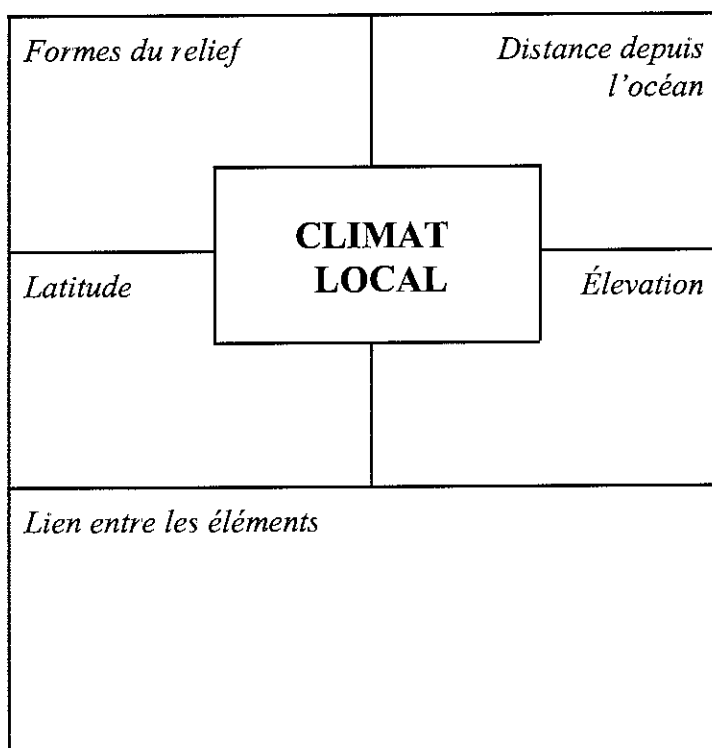 Formes du relief
Distance depuis
l'océan
CLIMAT
LOCAL
Latitude
Élevation
Lien entre les éléments